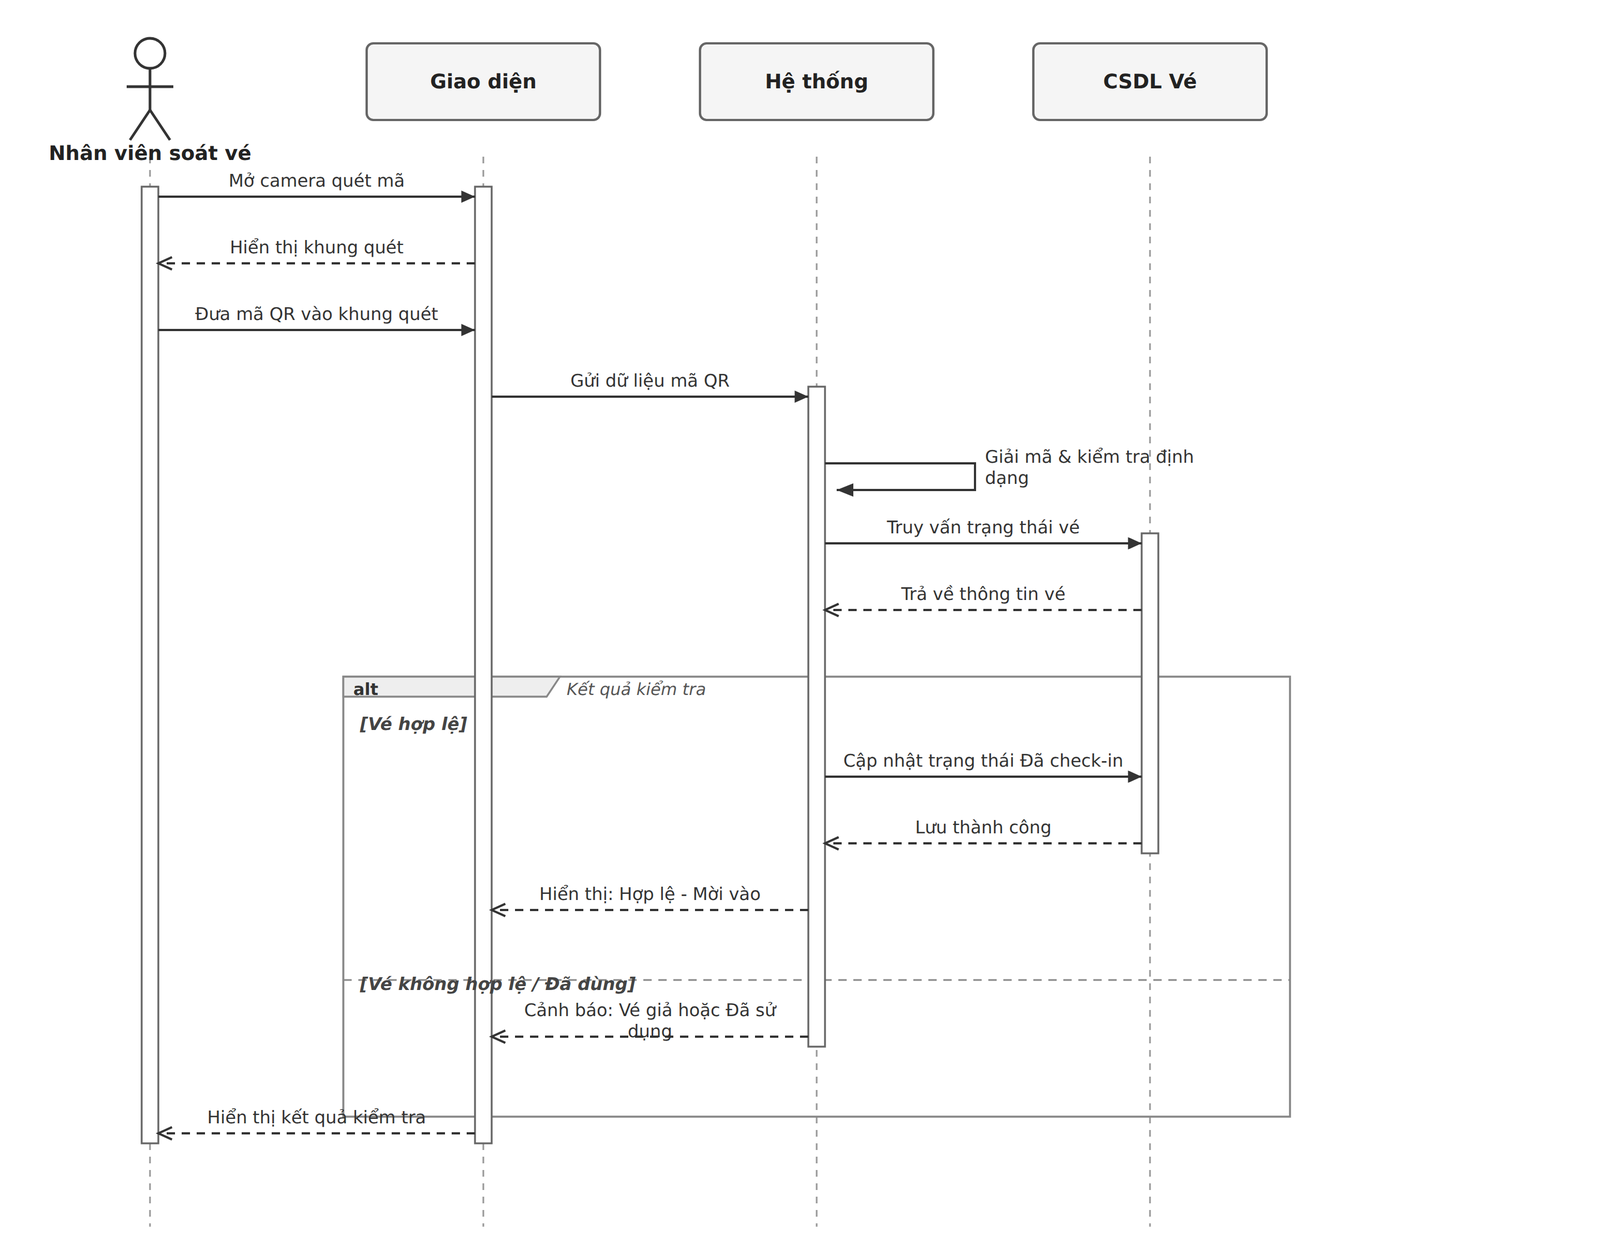 Giao diện
Hệ thống
CSDL Vé
Nhân viên soát vé
Mở camera quét mã
Hiển thị khung quét
Đưa mã QR vào khung quét
Gửi dữ liệu mã QR
Giải mã & kiểm tra định
dạng
Truy vấn trạng thái vé
Trả về thông tin vé
alt
Kết quả kiểm tra
[Vé hợp lệ]
Cập nhật trạng thái Đã check-in
Lưu thành công
Hiển thị: Hợp lệ - Mời vào
[Vé không hợp lệ / Đã dùng]
Cảnh báo: Vé giả hoặc Đã sử
dụng
Hiển thị kết quả kiểm tra